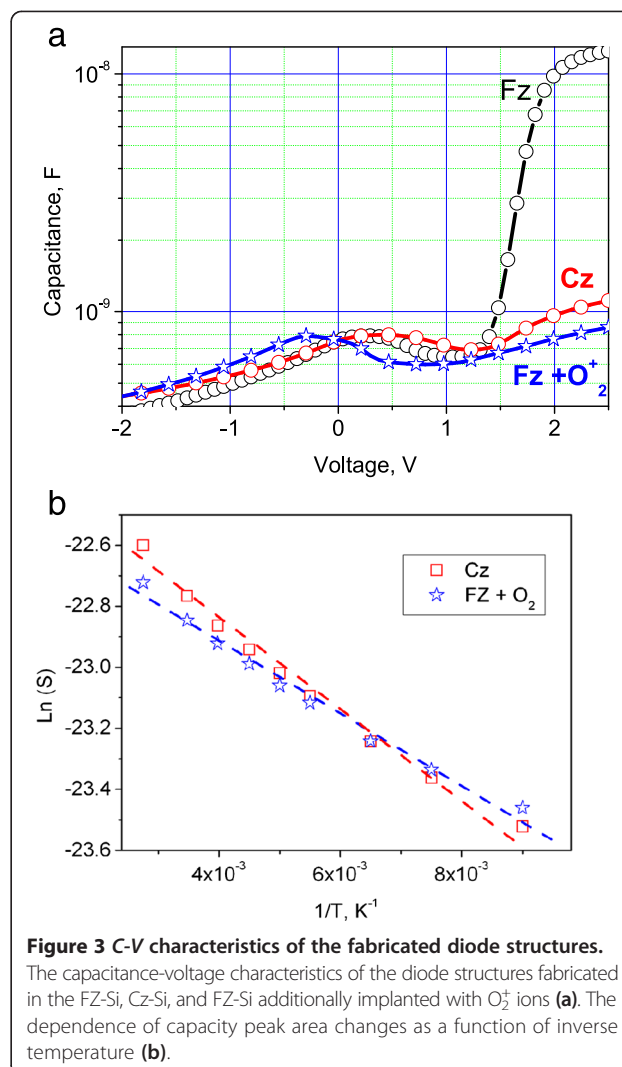 a
10⁻⁸
10⁻⁹
Capacitance, F
Fz
Cz
Fz +O₂⁺
-2 -1 0 1 2
Voltage, V
b
-22.6
-22.8
-23.0
-23.2
-23.4
-23.6
Ln (S)
Cz
FZ + O₂
4x10⁻³ 6x10⁻³ 8x10⁻³
1/T, K⁻¹
Figure 3 C-V characteristics of the fabricated diode structures.
The capacitance-voltage characteristics of the diode structures fabricated
in the FZ-Si, Cz-Si, and FZ-Si additionally implanted with O₂⁺ ions (a). The
dependence of capacity peak area changes as a function of inverse
temperature (b).